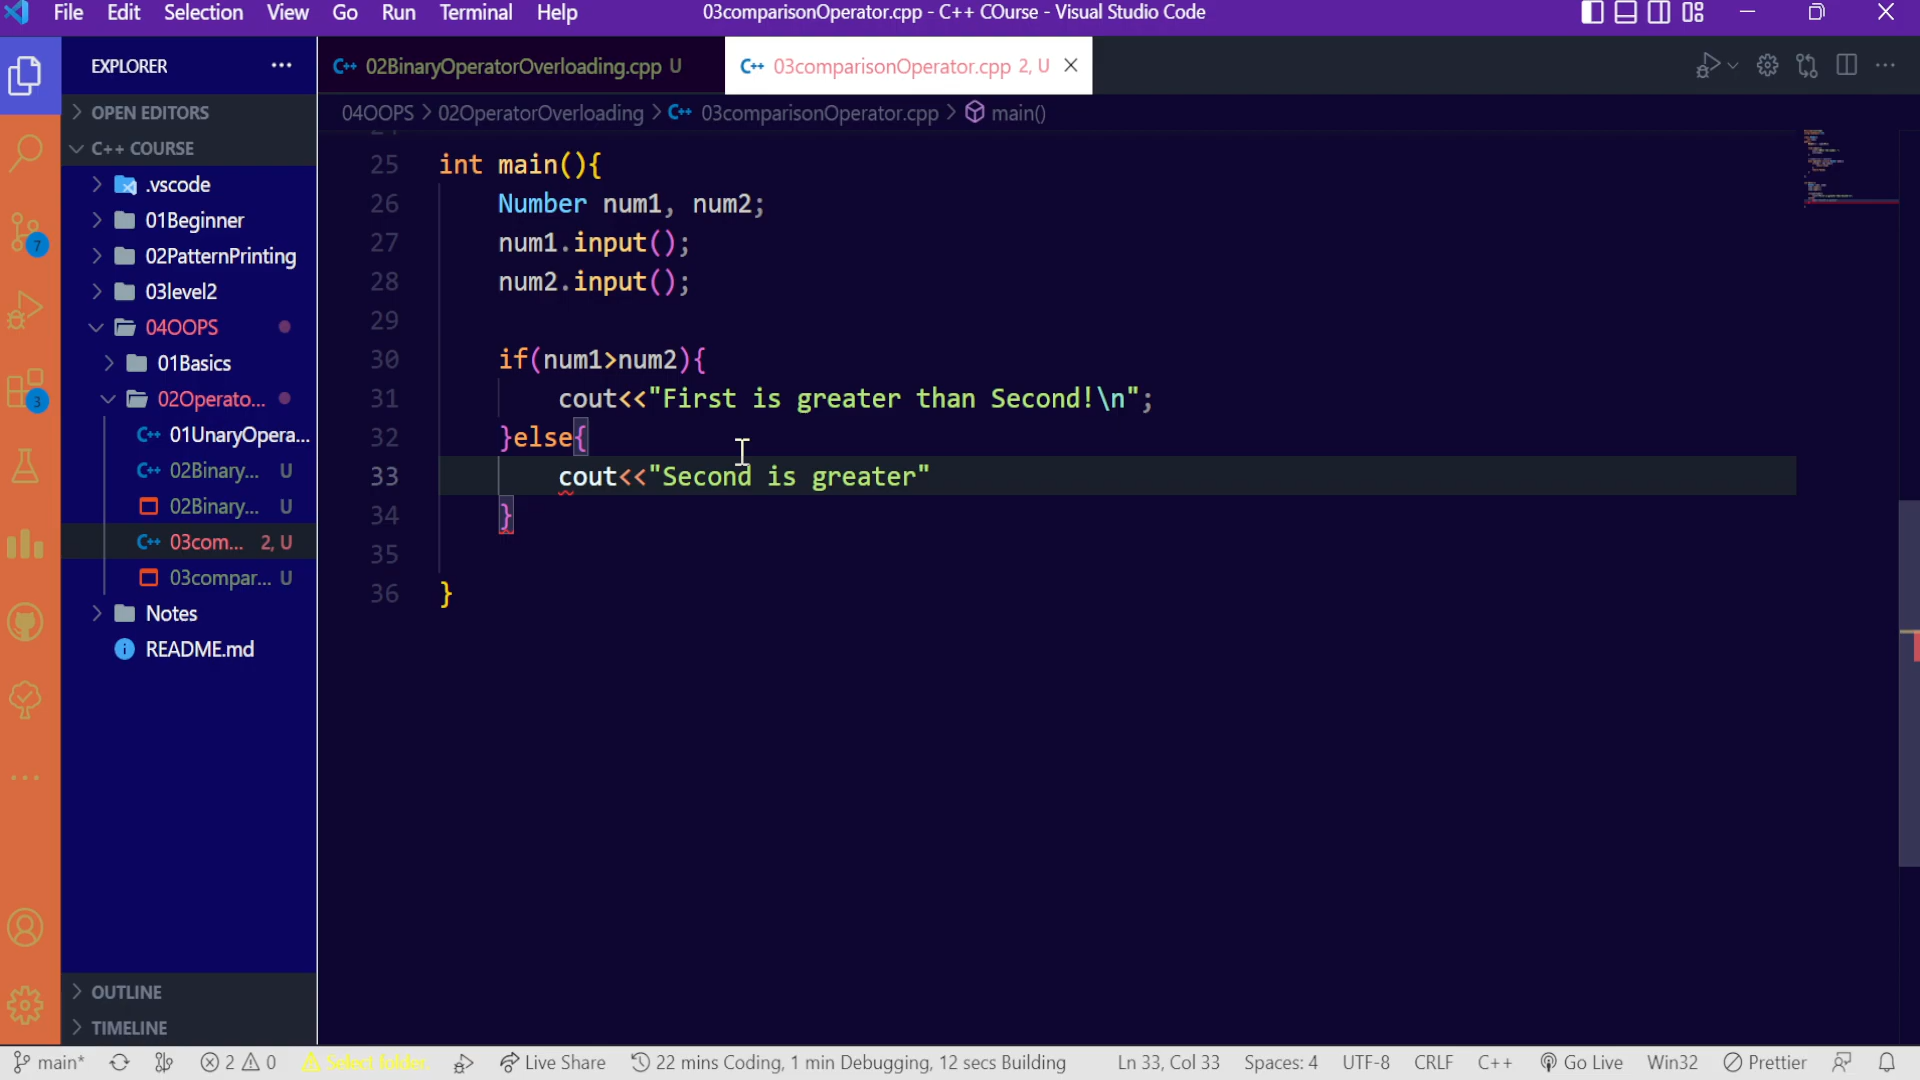 File Edit Selection View Go Run Terminal Help
03comparisonOperator.cpp - C++ COurse - Visual Studio Code
EXPLORER
OPEN EDITORS
C++ COURSE
.vscode
01Beginner
02PatternPrinting
03level2
04OOPS
01Basics
02Operato...
01UnaryOpera...
02Binary... U
02Binary... U
03com... 2, U
03compar... U
Notes
README.md
OUTLINE
TIMELINE
7
3
02BinaryOperatorOverloading.cpp U
03comparisonOperator.cpp 2, U
04OOPS > 02OperatorOverloading > 03comparisonOperator.cpp > main()
25 int main(){
26 Number num1, num2;
27 num1.input();
28 num2.input();
29
30 if(num1>num2){
31 cout<<"First is greater than Second!\n";
32 }else{
33 cout<<"Second is greater"
34 }
35
36 }
main* 2 0 Select folder. Live Share 22 mins Coding, 1 min Debugging, 12 secs Building Ln 33, Col 33 Spaces: 4 UTF-8 CRLF C++ Go Live Win32 Prettier